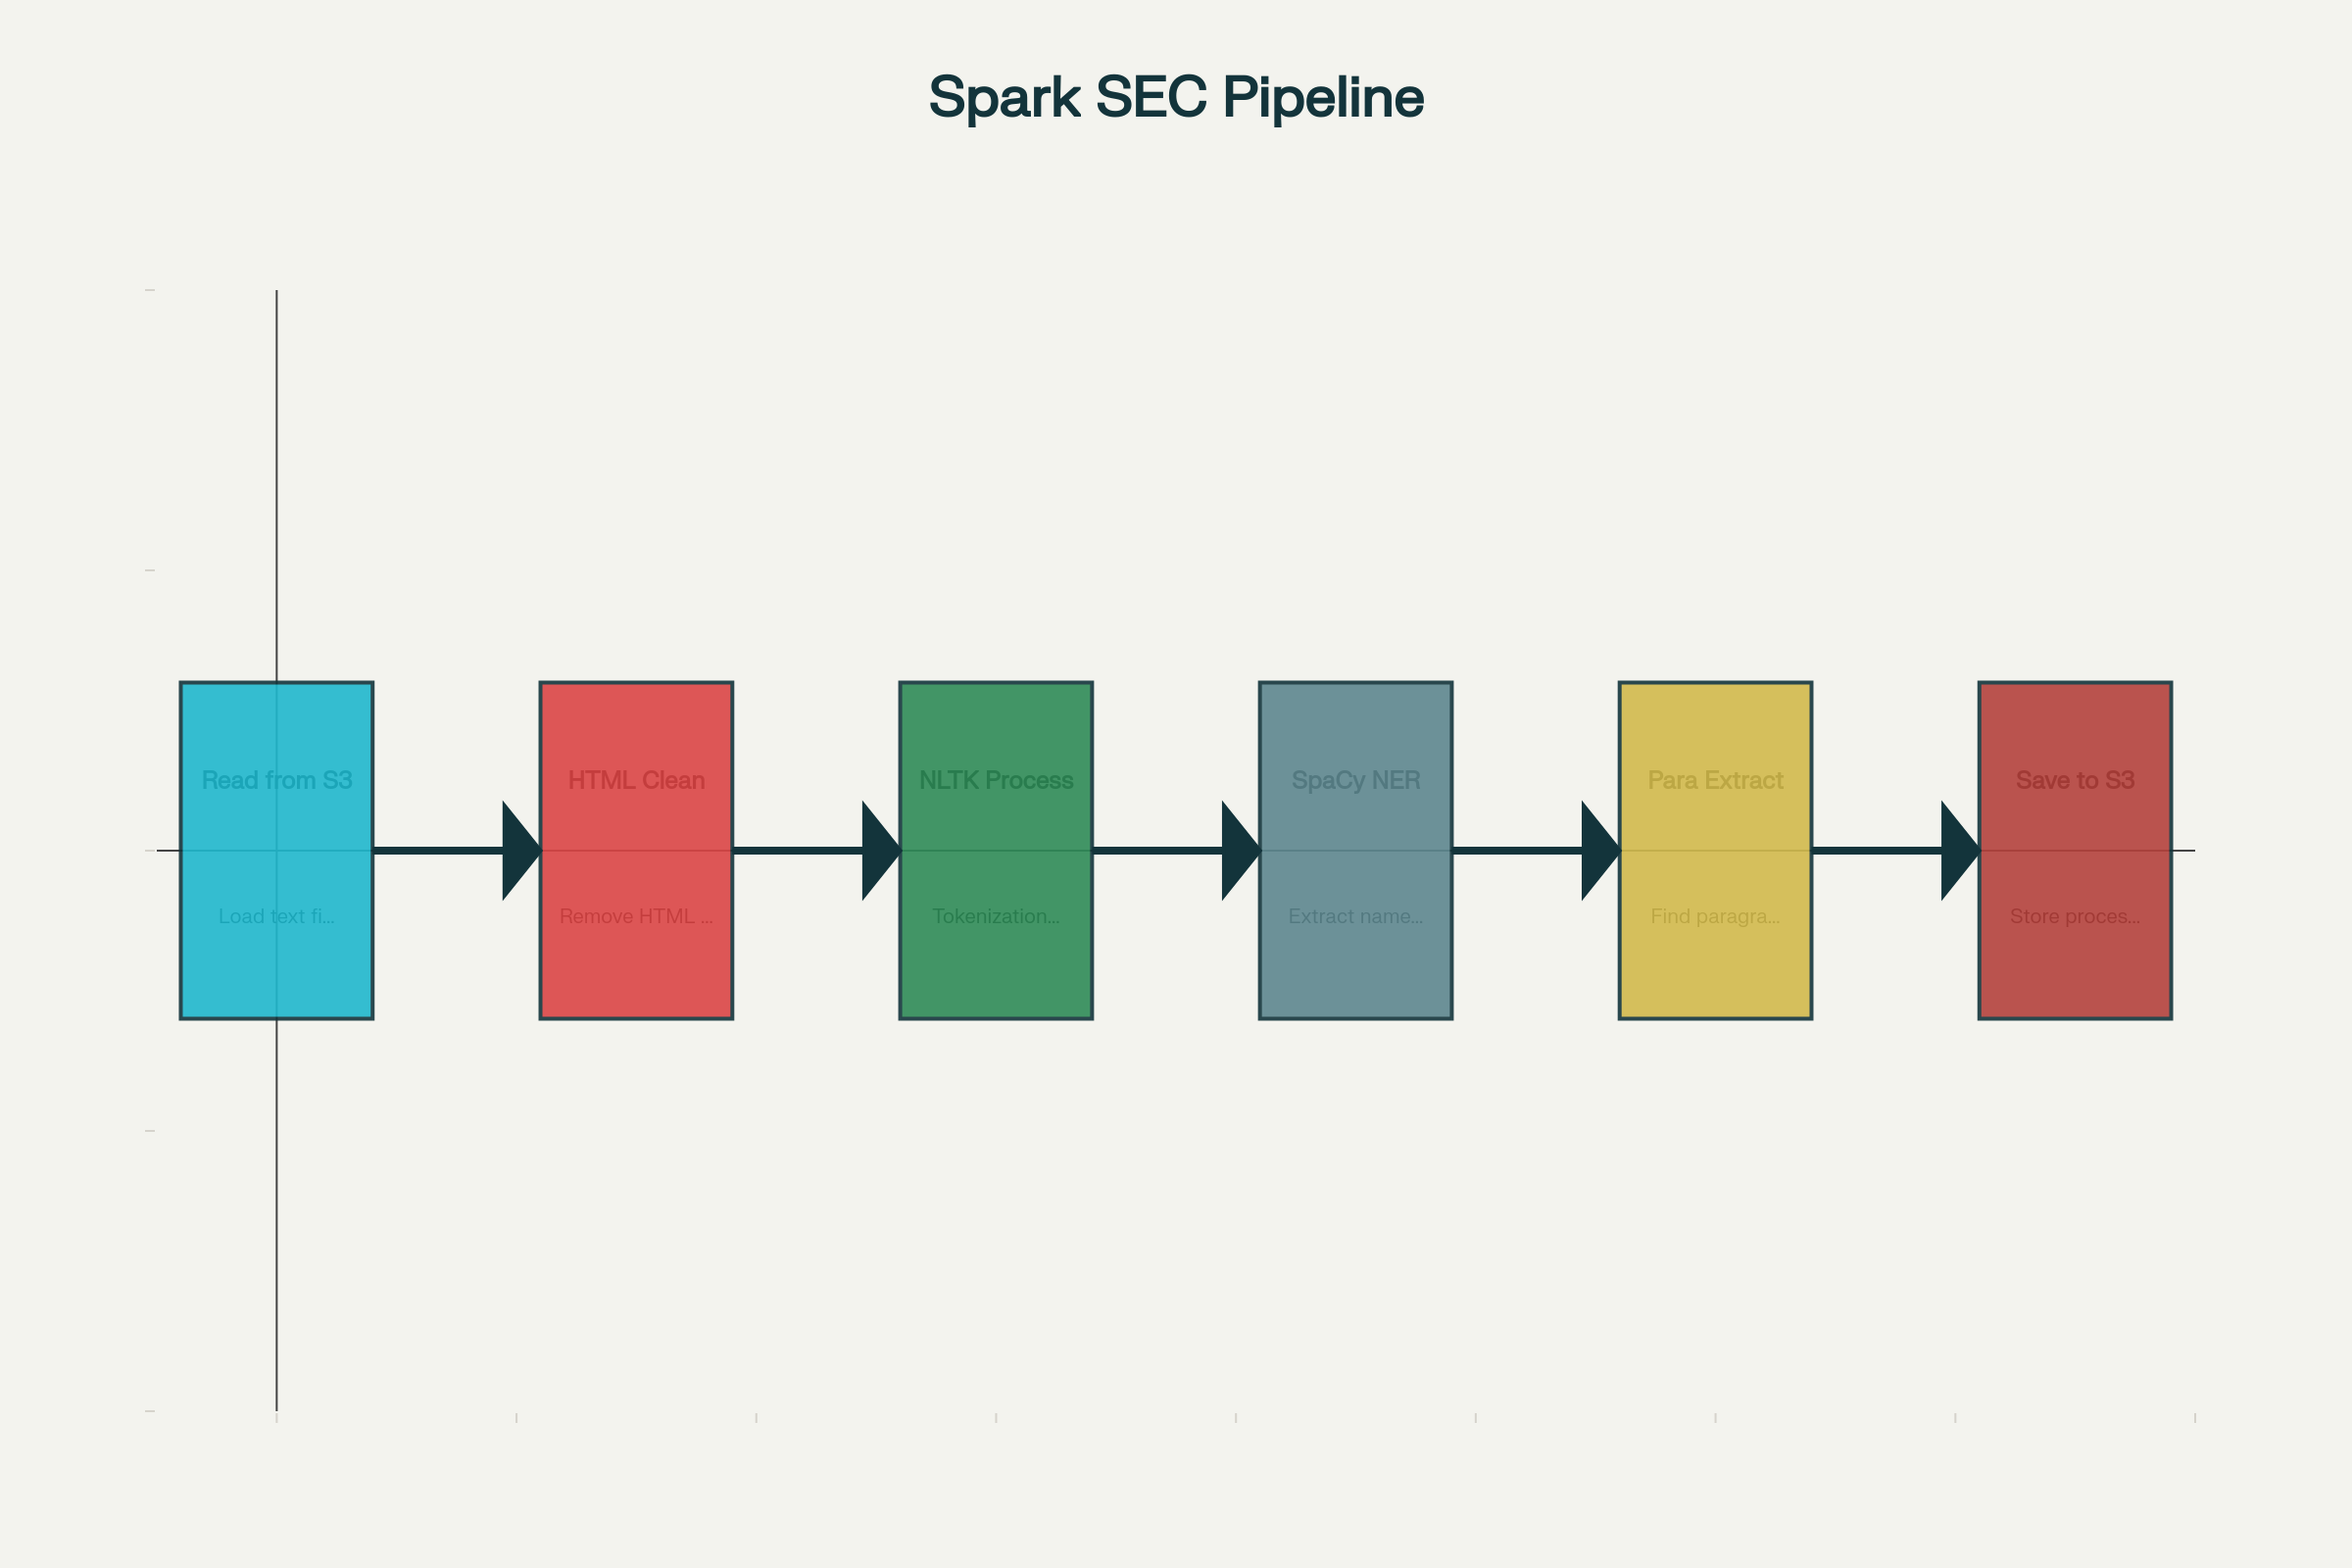 Spark SEC Pipeline
Read from S3
Load text fi...
HTML Clean
Remove HTML ...
NLTK Process
Tokenization...
SpaCy NER
Extract name...
Para Extract
Find paragra...
Save to S3
Store proces...